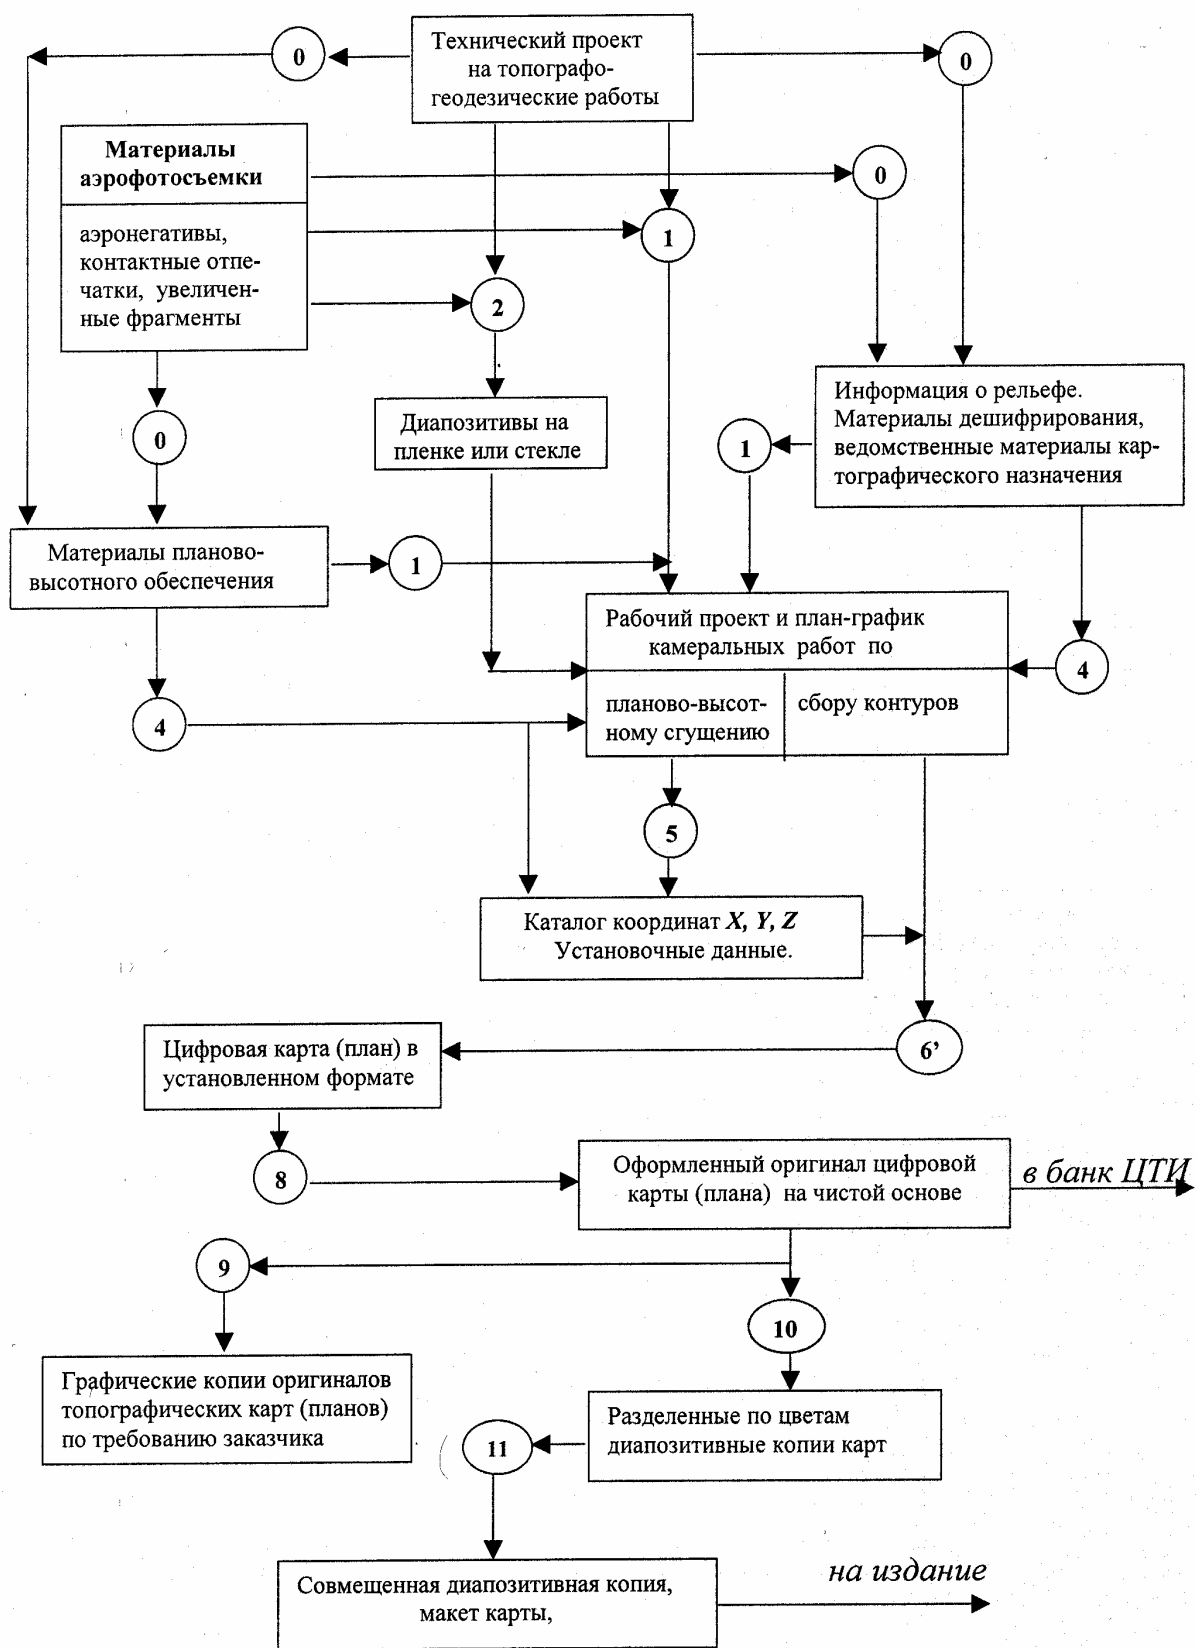 0
Технический проект
на топографо-
геодезические работы
0
Материалы
аэрофотосъемки
0
аэронегативы,
контактные отпе-
чатки, увеличен-
ные фрагменты
1
2
0
Диапозитивы на
пленке или стекле
1
Информация о рельефе.
Материалы дешифрирования,
ведомственные материалы кар-
тографического назначения
Материалы планово-
высотного обеспечения
1
Рабочий проект и план-график
камеральных работ по
4
планово-высот-
ному сгущению
сбору контуров
4
5
Каталог координат X, Y, Z
Установочные данные.
Цифровая карта (план) в
установленном формате
6’
8
Оформленный оригинал цифровой
карты (плана) на чистой основе
в банк ЦТИ
9
10
Графические копии оригиналов
топографических карт (планов)
по требованию заказчика
11
Разделенные по цветам
диапозитивные копии карт
Совмещенная диапозитивная копия,
макет карты,
на издание